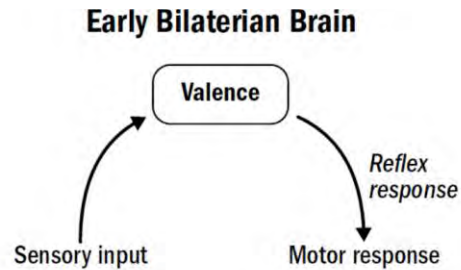 Early Bilaterian Brain
Valence
Reflex
response
Sensory input
Motor response